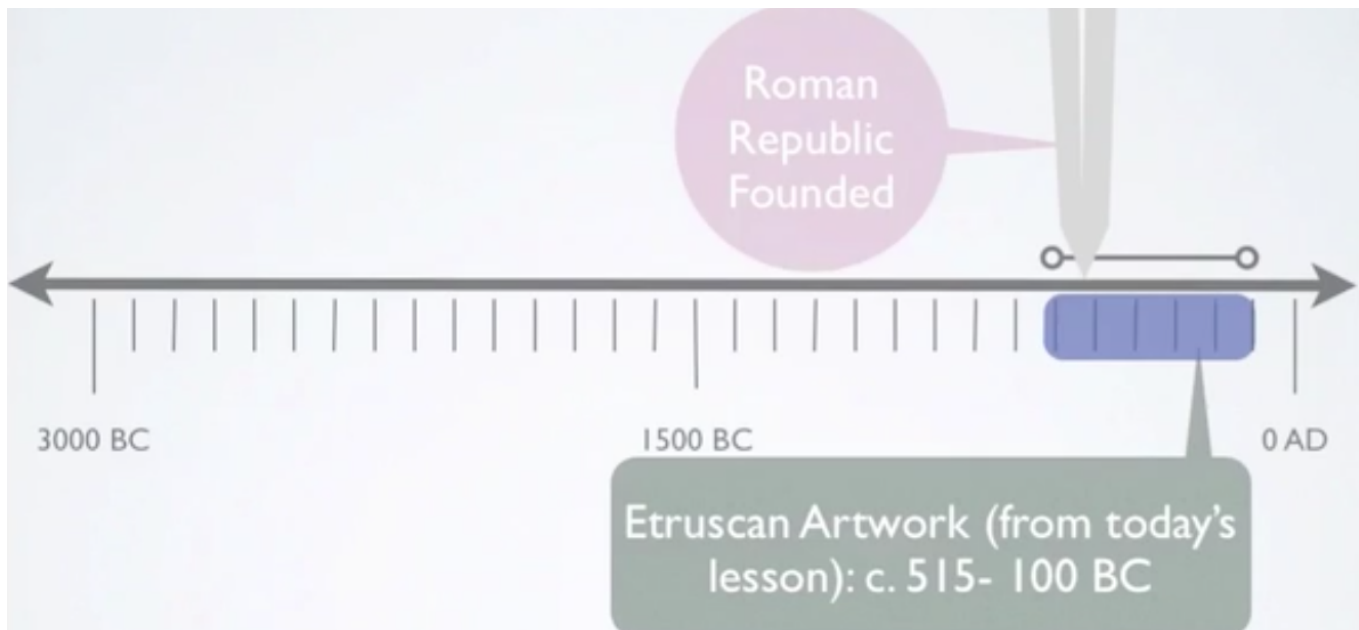 Roman
Republic
Founded
3000 BC
1500 BC
0 AD
Etruscan Artwork (from today's
lesson): c. 515- 100 BC